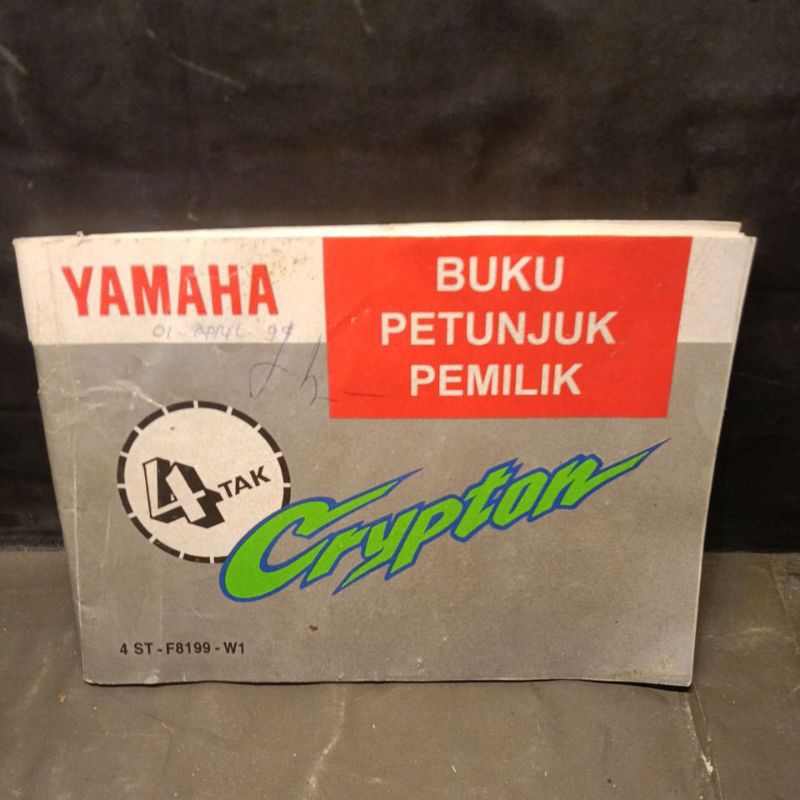 YAMAHA
01 - APRIL '99
BUKU
PETUNJUK
PEMILIK
4 TAK
Crypton
4 ST - F8199 - W1